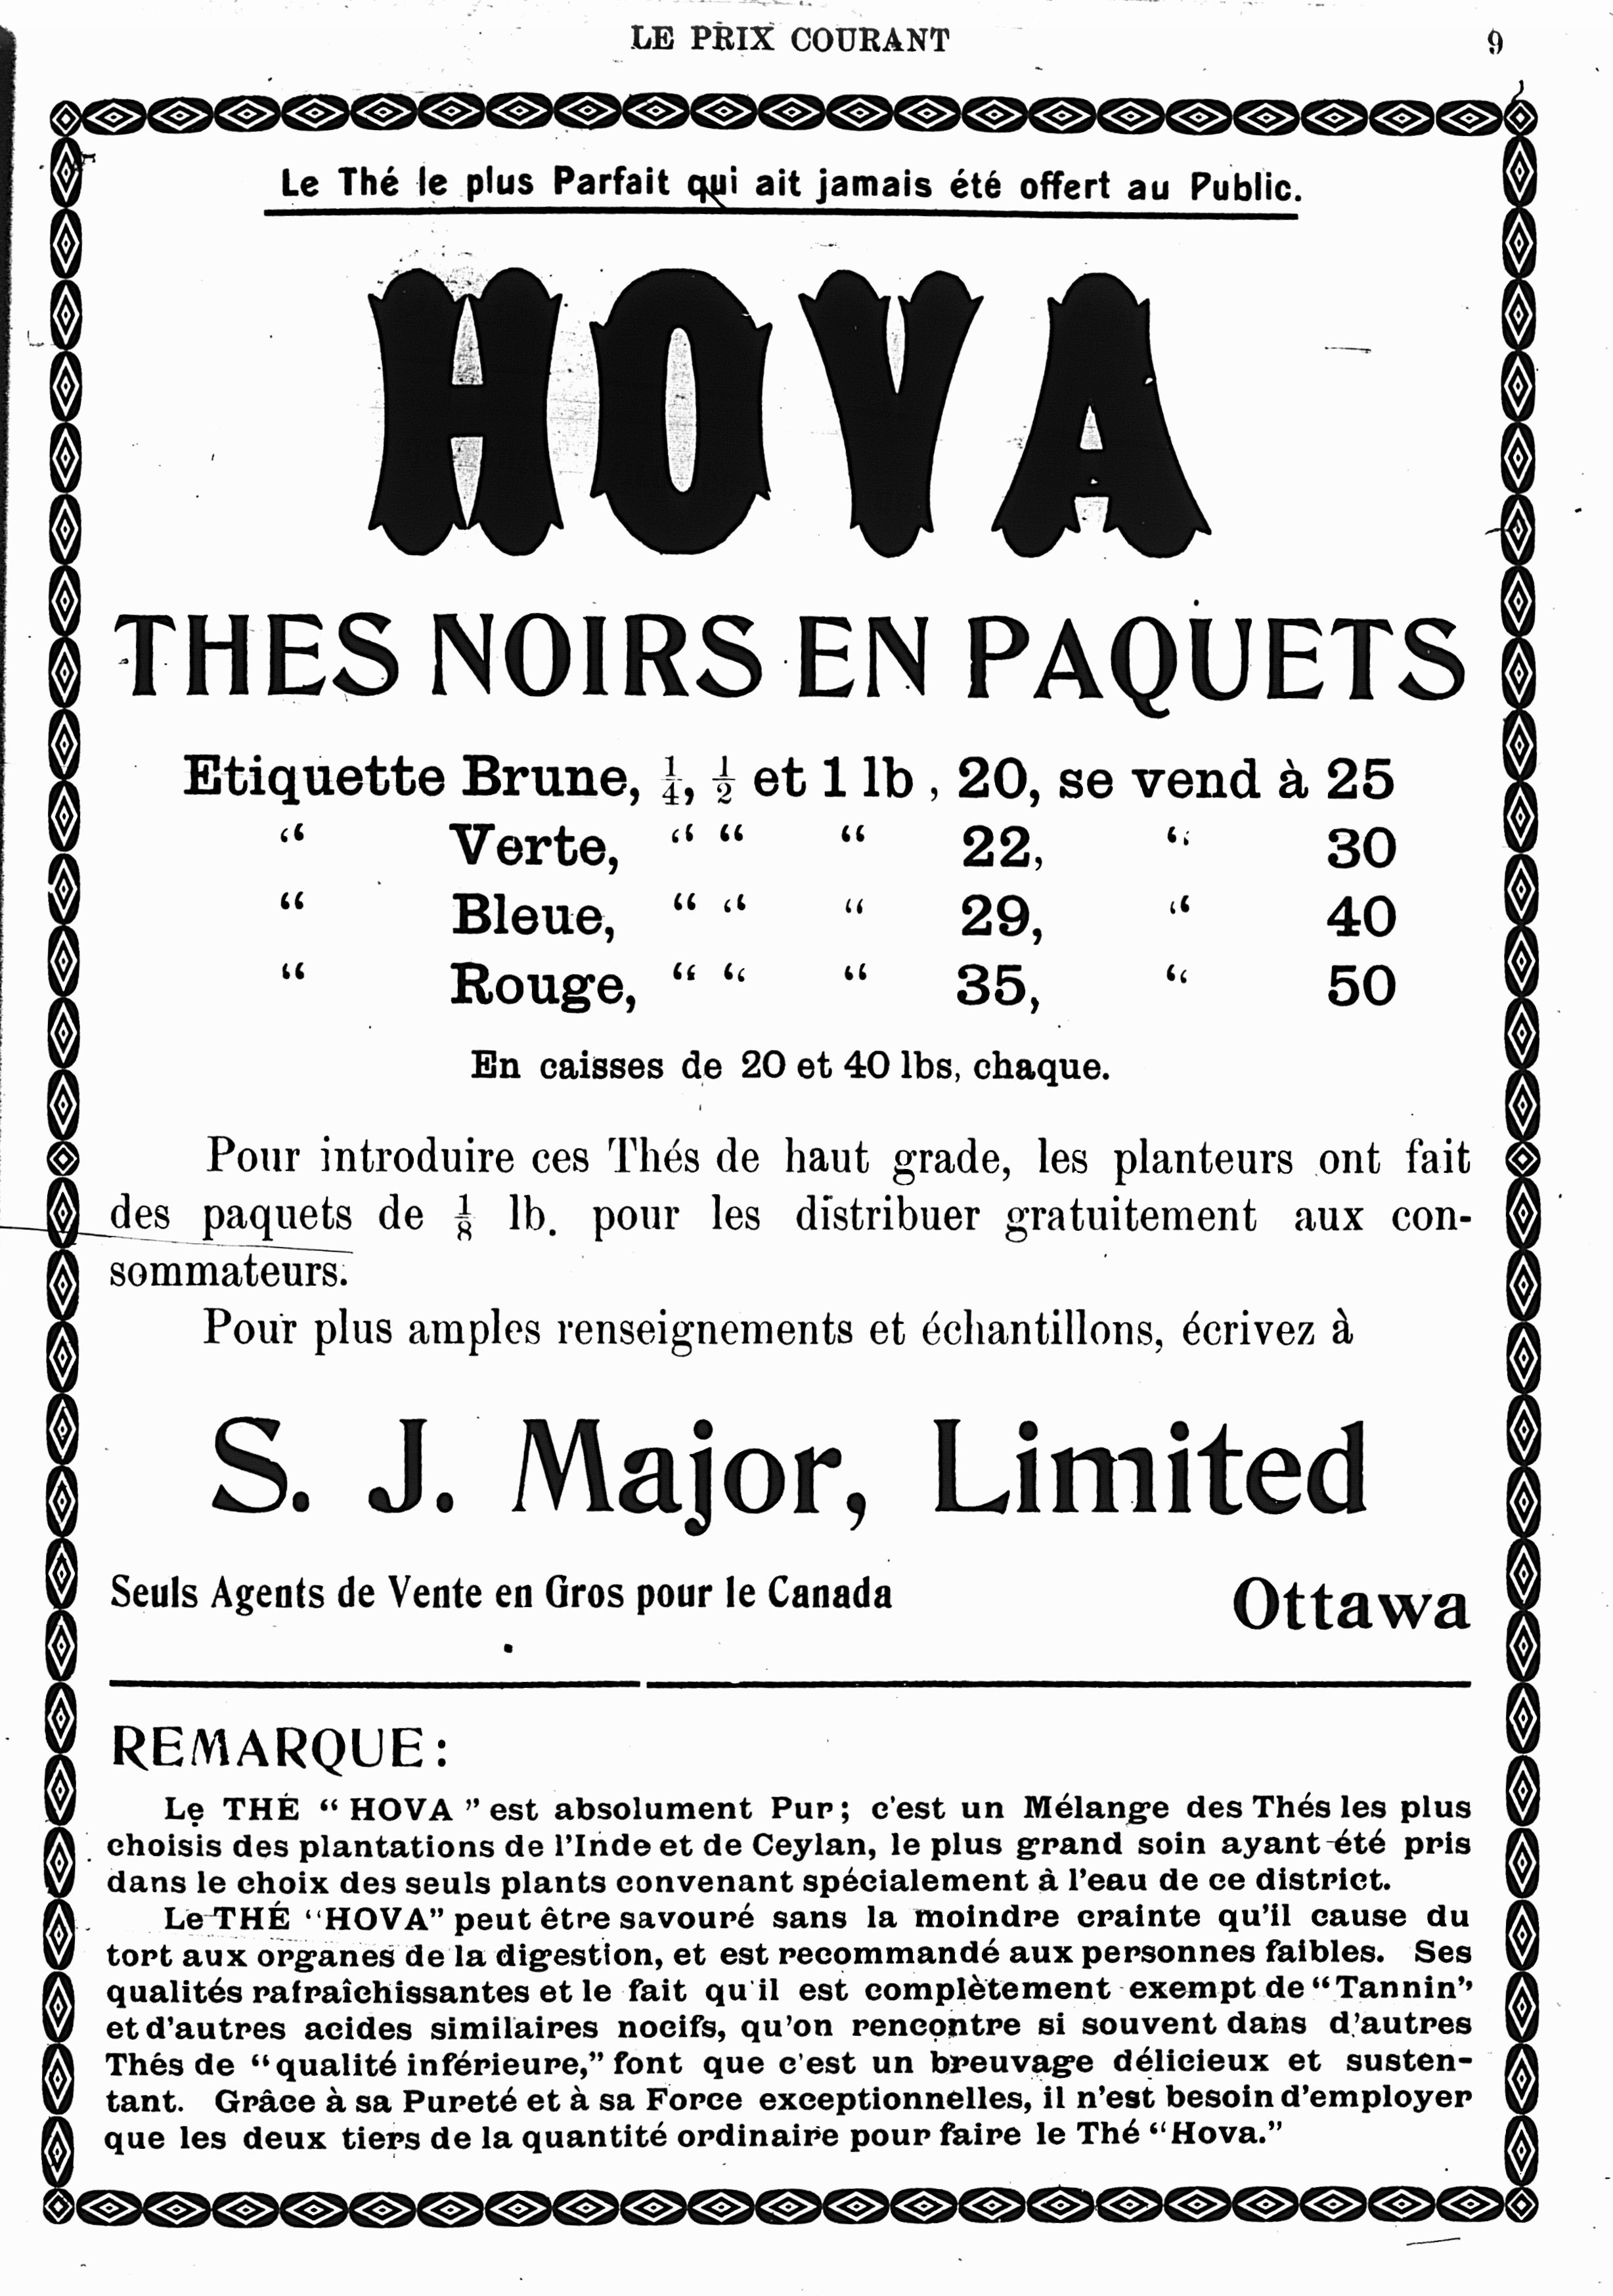 LE PRIX COURANT 9
Le Thé le plus Parfait qui ait jamais été offert au Public.
HOVA
THES NOIRS EN PAQUETS
Etiquette Brune, ¼, ½ et 1 lb , 20, se vend à 25
“ Verte, “ “ “ 22, “ 30
“ Bleue, “ “ “ 29, “ 40
“ Rouge, “ “ “ 35, “ 50
En caisses de 20 et 40 lbs, chaque.
Pour introduire ces Thés de haut grade, les planteurs ont fait
des paquets de ⅛ lb. pour les distribuer gratuitement aux con-
sommateurs.
Pour plus amples renseignements et échantillons, écrivez à
S. J. Major, Limited
Seuls Agents de Vente en Gros pour le Canada Ottawa
REMARQUE:
Le THÉ “ HOVA ” est absolument Pur; c'est un Mélange des Thés les plus
choisis des plantations de l'Inde et de Ceylan, le plus grand soin ayant été pris
dans le choix des seuls plants convenant spécialement à l'eau de ce district.
Le THÉ “HOVA” peut être savouré sans la moindre crainte qu'il cause du
tort aux organes de la digestion, et est recommandé aux personnes faibles. Ses
qualités rafraîchissantes et le fait qu'il est complètement exempt de “Tannin”
et d'autres acides similaires nocifs, qu'on rencontre si souvent dans d'autres
Thés de “qualité inférieure,” font que c'est un breuvage délicieux et susten-
tant. Grâce à sa Pureté et à sa Force exceptionnelles, il n'est besoin d'employer
que les deux tiers de la quantité ordinaire pour faire le Thé “Hova.”